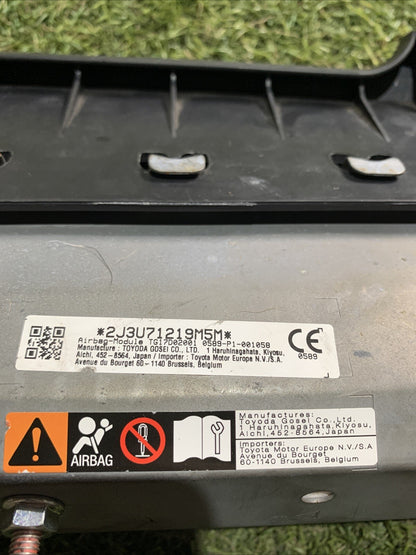 *2J3U71219M5M*
Airbag-Module TG17D02001 0589-P1-001058
Manufacture : TOYODA GOSEI CO., LTD. 1 Haruhinagahata, Kiyosu,
Aichi, 452-8564, Japan / Importer : Toyota Motor Europe N.V./S.A.
Avenue du Bourget 60 - 1140 Brussels, Belgium
CE
0589
AIRBAG
Manufactures:
Toyoda Gosei Co.,Ltd.
1 Haruhinagahata,Kiyosu,
Aichi,452-8564,Japan
Importers:
Toyota Motor Europe N.V./S.A
Avenue du Bourget
60-1140 Brussels, Belgium